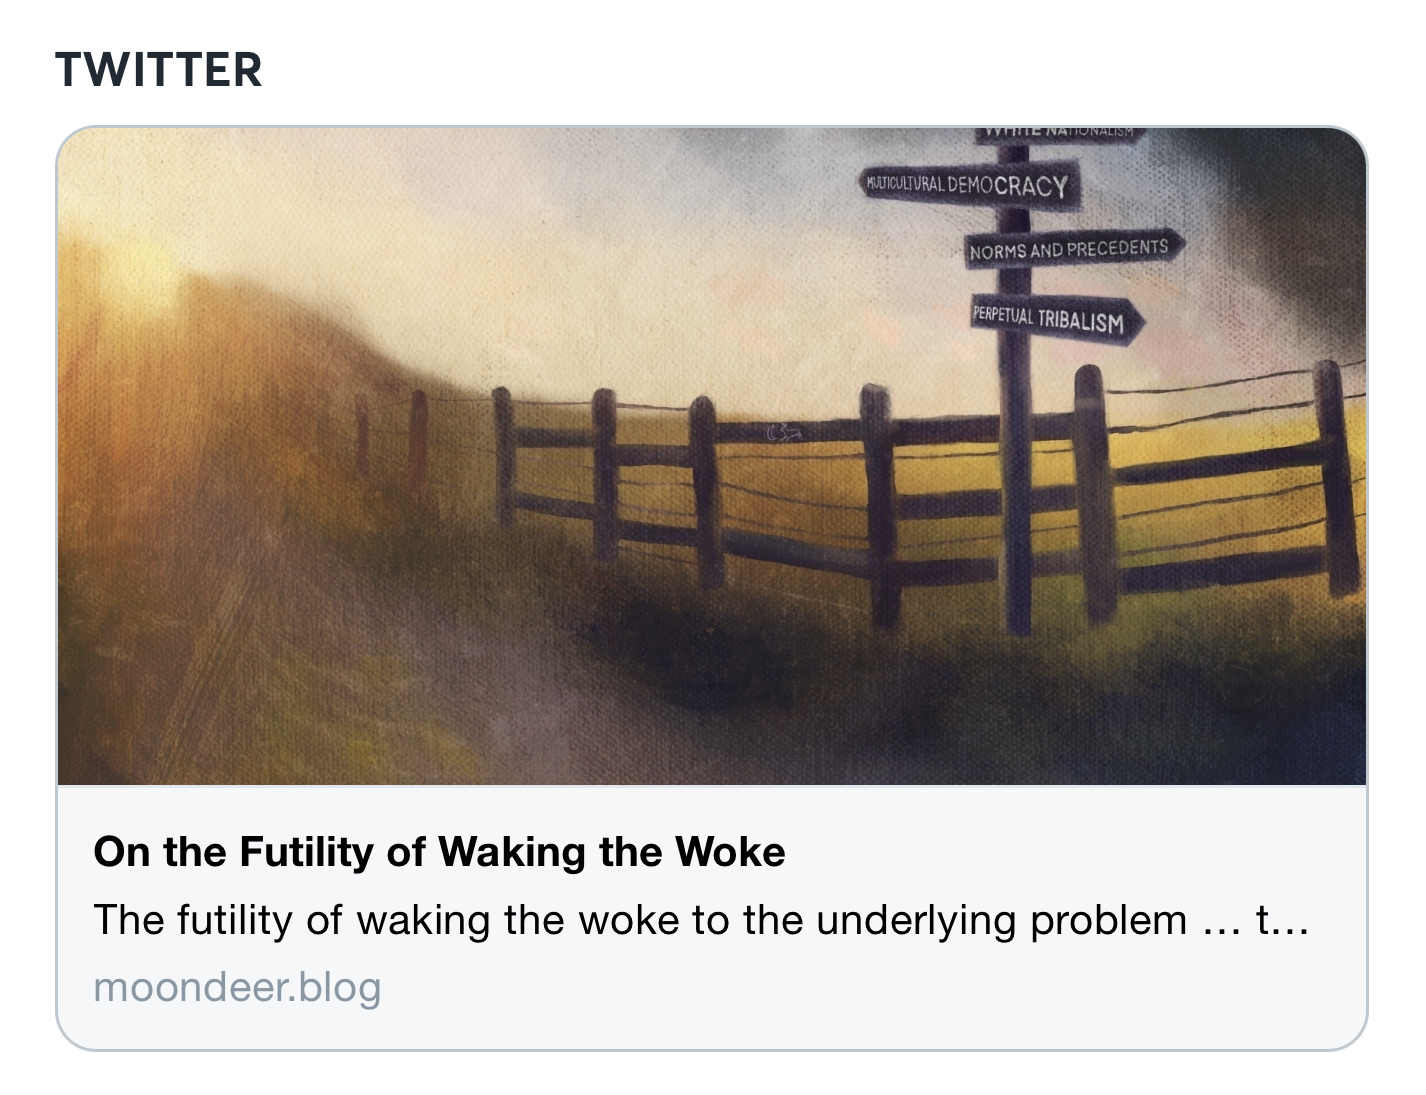 TWITTER
WHITE NATIONALISM
MULTICULTURAL DEMOCRACY
NORMS AND PRECEDENTS
PERPETUAL TRIBALISM
On the Futility of Waking the Woke
The futility of waking the woke to the underlying problem … t…
moondeer.blog